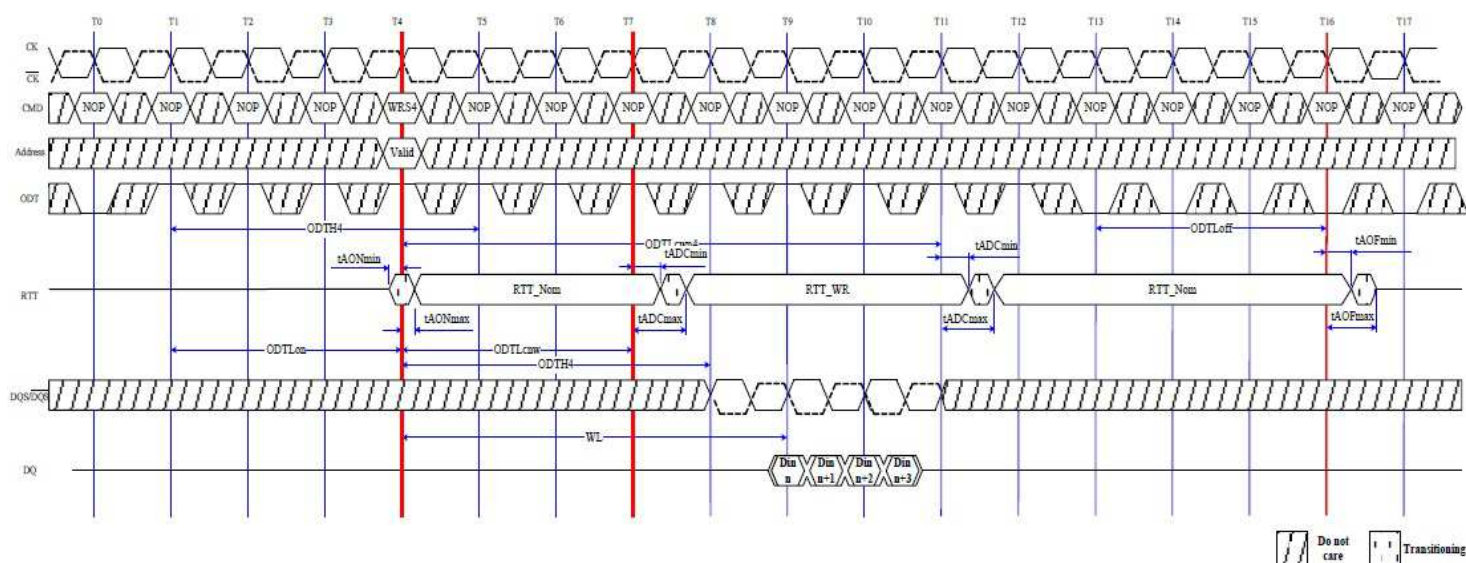 T0 T1 T2 T3 T4 T5 T6 T7 T8 T9 T10 T11 T12 T13 T14 T15 T16 T17
CK
CK
CMD NOP NOP NOP NOP WRS4 NOP NOP NOP NOP NOP NOP NOP NOP NOP NOP NOP NOP NOP
Address Valid
ODT
ODTH4 ODTLoff
ODTLcwn4 tADCmin tADCmin tAOFmin
tAONmin
RTT RTT_Nom RTT_WR RTT_Nom
tAONmax tADCmax tADCmax tAOFmax
ODTLon ODTLcnw
ODTH4
DQS/DQS
WL
DQ Din n Din n+1 Din n+2 Din n+3
Do not care Transitioning